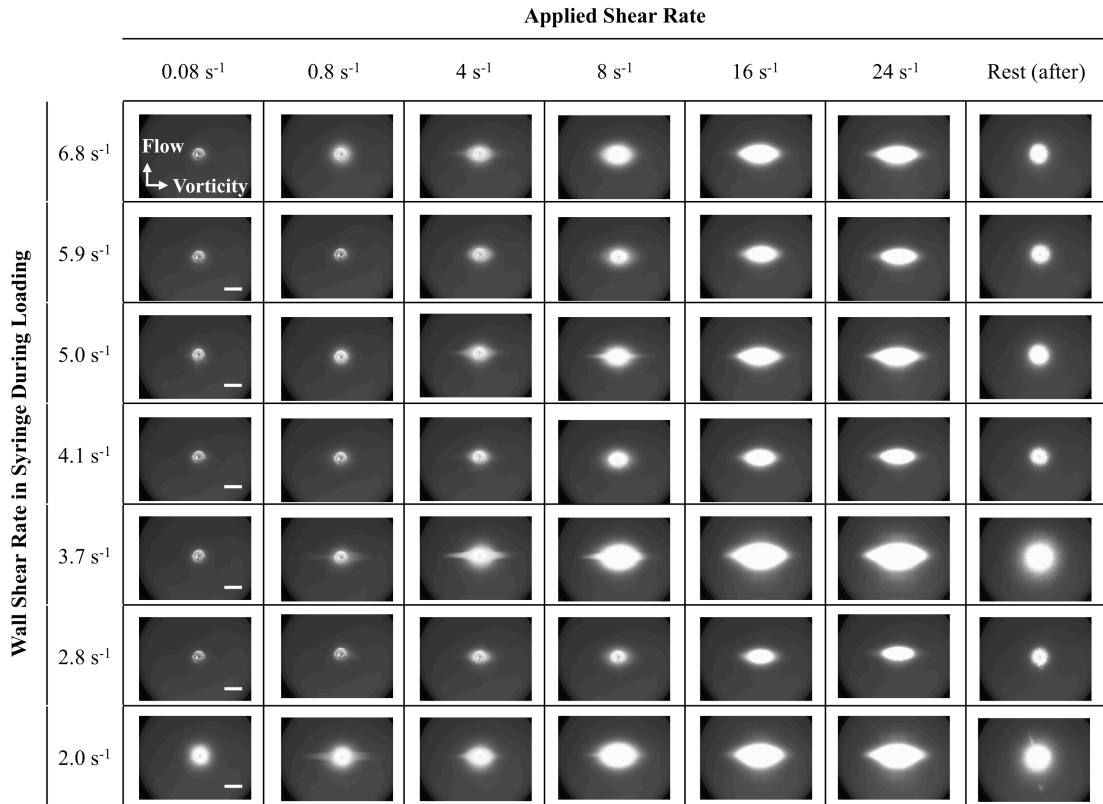 Applied Shear Rate
0.08 s⁻¹ 0.8 s⁻¹ 4 s⁻¹ 8 s⁻¹ 16 s⁻¹ 24 s⁻¹ Rest (after)
Wall Shear Rate in Syringe During Loading
6.8 s⁻¹
Flow
Vorticity
5.9 s⁻¹
5.0 s⁻¹
4.1 s⁻¹
3.7 s⁻¹
2.8 s⁻¹
2.0 s⁻¹